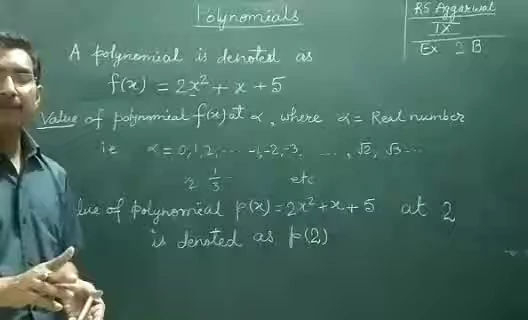 Polynomials
RS Aggarwal
IX
Ex 2B
A polynomial is denoted as
f(x) = 2x² + x + 5
Value of polynomial f(x) at α, where α = Real number
ie α = 0, 1, 2, ... -1, -2, -3, ..., √2, √3 ...
1/3 etc
lue of polynomial p(x) = 2x² + x + 5 at 2
is denoted as p(2)